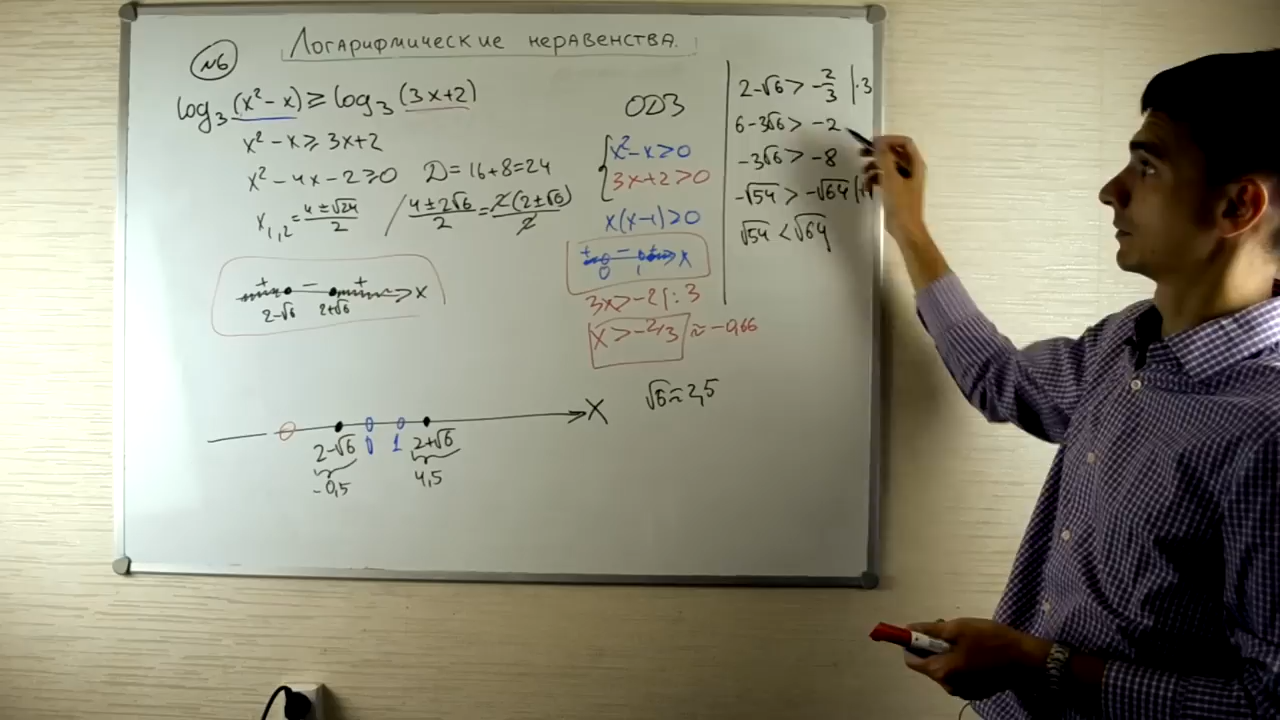 Логарифмические неравенства.
№6
log₃(x²-x)≥log₃(3x+2)
x²-x≥3x+2
x²-4x-2≥0 D=16+8=24
x₁,₂=(4±√24)/2 / (4±2√6)/2=2(2±√6)/2
+ - +
2-√6 2+√6 x
ОДЗ
{x²-x>0
3x+2>0
x(x-1)>0
+ - +
0 1 x
3x>-2 |:3
x>-2/3 ≈-0,66
√6≈2,5
2-√6>-2/3 |·3
6-3√6>-2
-3√6>-8
-√54>-√64
√54<√64
x
2-√6 0 1 2+√6
-0,5 4,5